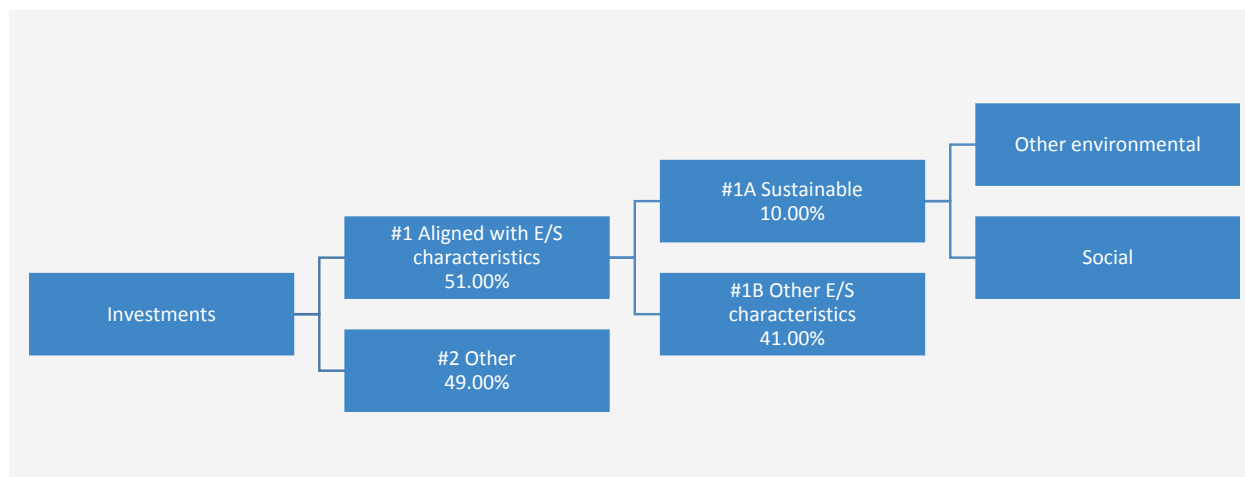 Investments
#1 Aligned with E/S
characteristics
51.00%
#2 Other
49.00%
#1A Sustainable
10.00%
#1B Other E/S
characteristics
41.00%
Other environmental
Social